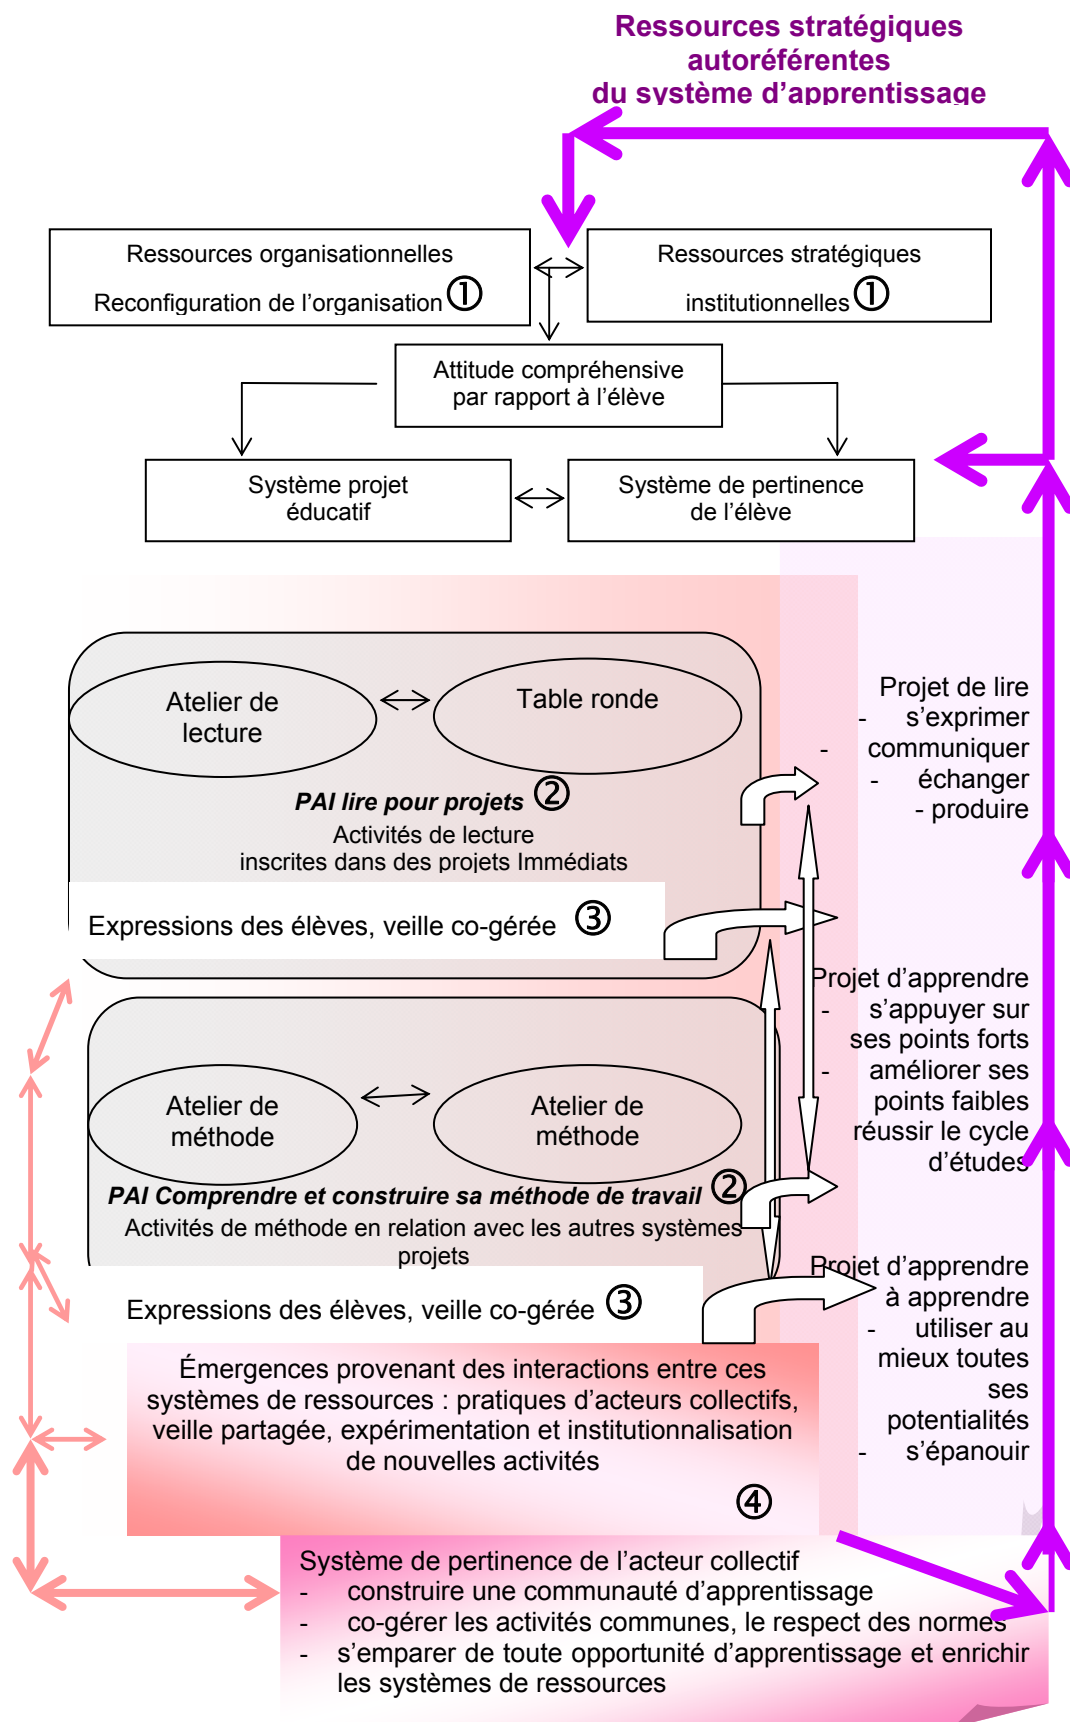 Ressources stratégiques
autoréférentes
du système d’apprentissage
Ressources organisationnelles
Reconfiguration de l’organisation ①
Ressources stratégiques
institutionnelles ①
Attitude compréhensive
par rapport à l’élève
Système projet
éducatif
Système de pertinence
de l’élève
Atelier de
lecture
Table ronde
PAI lire pour projets ②
Activités de lecture
inscrites dans des projets Immédiats
Expressions des élèves, veille co-gérée ③
Projet de lire
- s’exprimer
- communiquer
- échanger
- produire
Atelier de
méthode
Atelier de
méthode
PAI Comprendre et construire sa méthode de travail ②
Activités de méthode en relation avec les autres systèmes
projets
Expressions des élèves, veille co-gérée ③
Projet d’apprendre
- s’appuyer sur
ses points forts
- améliorer ses
points faibles
réussir le cycle
d’études
Projet d’apprendre
à apprendre
- utiliser au
mieux toutes
ses
potentialités
- s’épanouir
Émergences provenant des interactions entre ces
systèmes de ressources : pratiques d’acteurs collectifs,
veille partagée, expérimentation et institutionnalisation
de nouvelles activités
④
Système de pertinence de l’acteur collectif
- construire une communauté d’apprentissage
- co-gérer les activités communes, le respect des normes
- s’emparer de toute opportunité d’apprentissage et enrichir
les systèmes de ressources